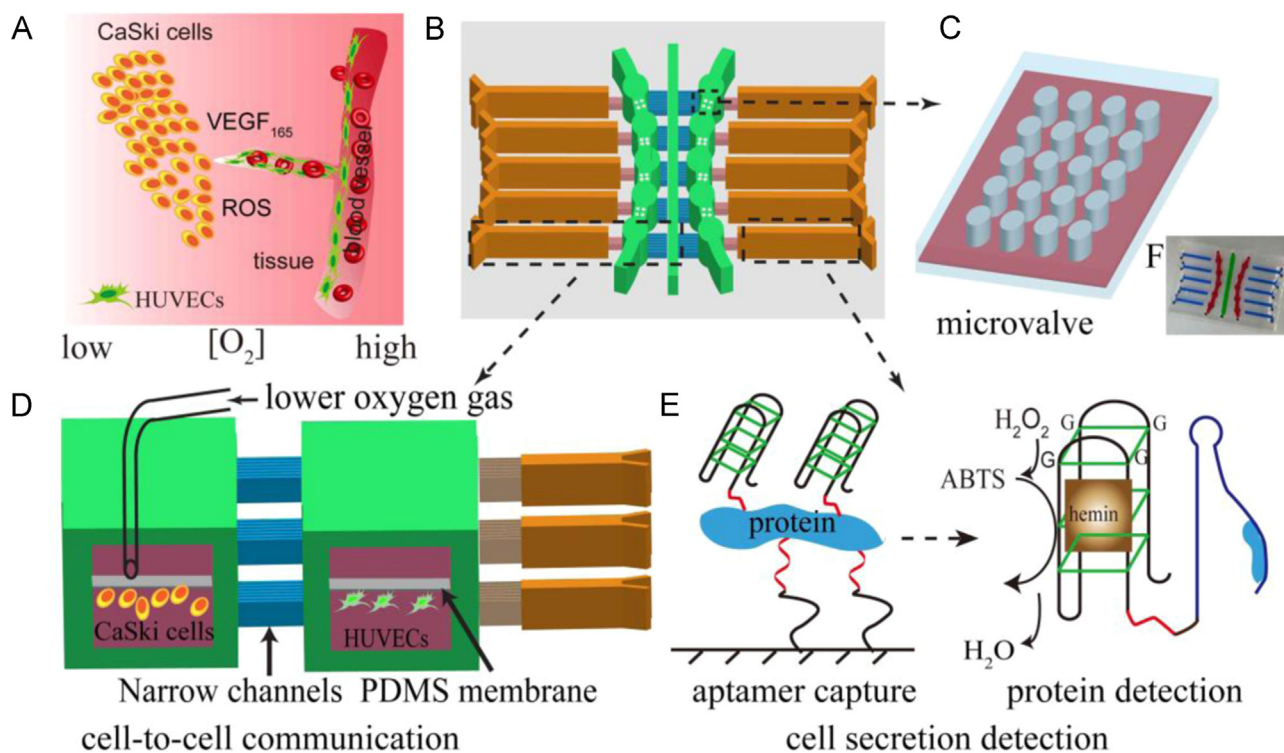 A
CaSki cells
VEGF165
ROS
tissue
blood vessel
HUVECs
low
[O2]
high
B
C
microvalve
F
D
lower oxygen gas
CaSki cells
HUVECs
Narrow channels
PDMS membrane
cell-to-cell communication
E
protein
aptamer capture
H2O2
ABTS
H2O
G
G
G
G
hemin
protein detection
cell secretion detection